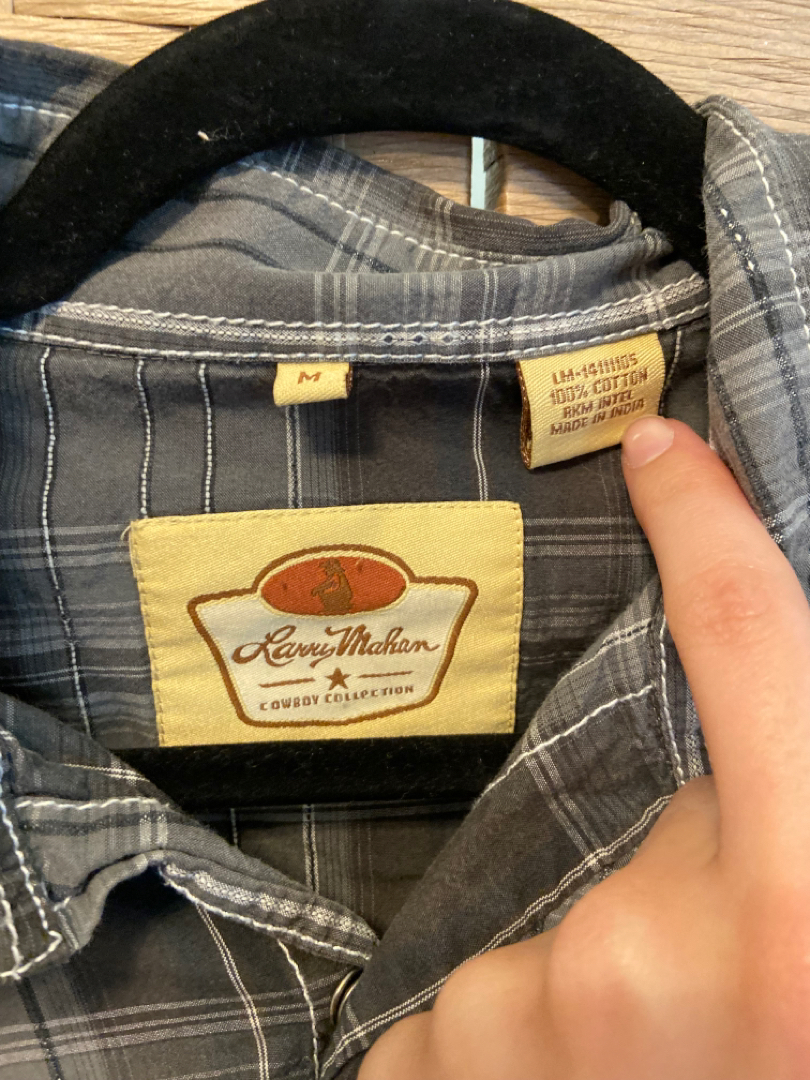 M
LM-14111105
100% COTTON
RKM INTEL
MADE IN INDIA
Larry Mahan
COWBOY COLLECTION